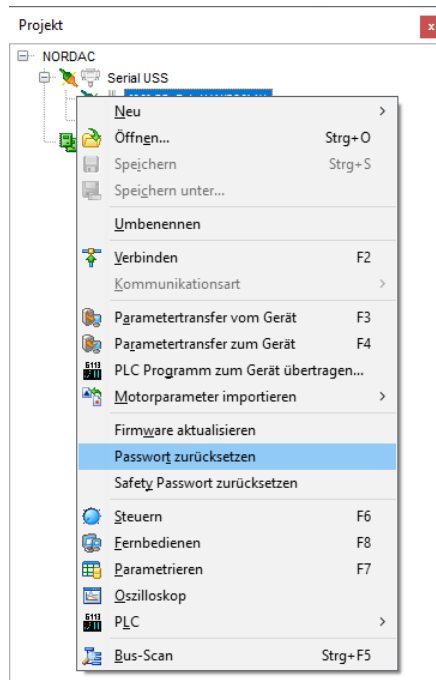 Projekt
x
NORDAC
Serial USS
Neu >
Öffnen... Strg+O
Speichern Strg+S
Speichern unter...
Umbenennen
Verbinden F2
Kommunikationsart >
Parametertransfer vom Gerät F3
Parametertransfer zum Gerät F4
PLC Programm zum Gerät übertragen...
Motorparameter importieren >
Firmware aktualisieren
Passwort zurücksetzen
Safety Passwort zurücksetzen
Steuern F6
Fernbedienen F8
Parametrieren F7
Oszilloskop
PLC >
Bus-Scan Strg+F5